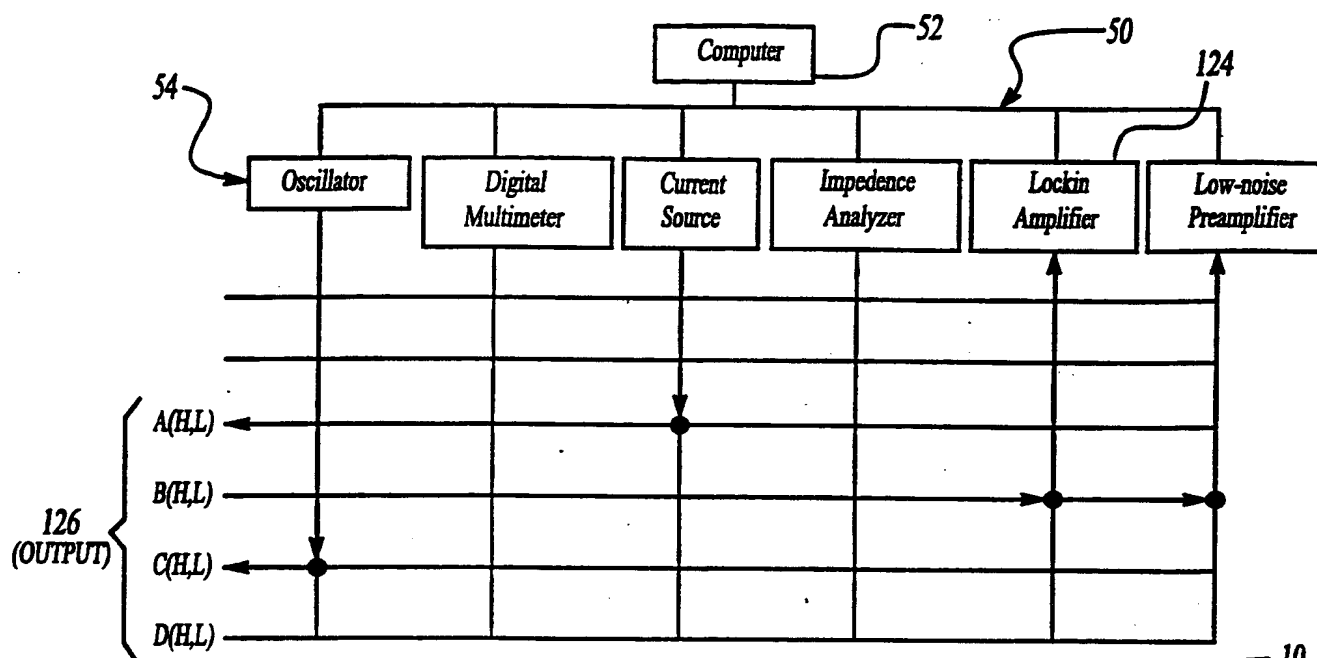 52
50
Computer
124
54
Oscillator
Digital
Multimeter
Current
Source
Impedence
Analyzer
Lockin
Amplifier
Low-noise
Preamplifier
A(H,L)
B(H,L)
126
(OUTPUT)
C(H,L)
D(H,L)
10